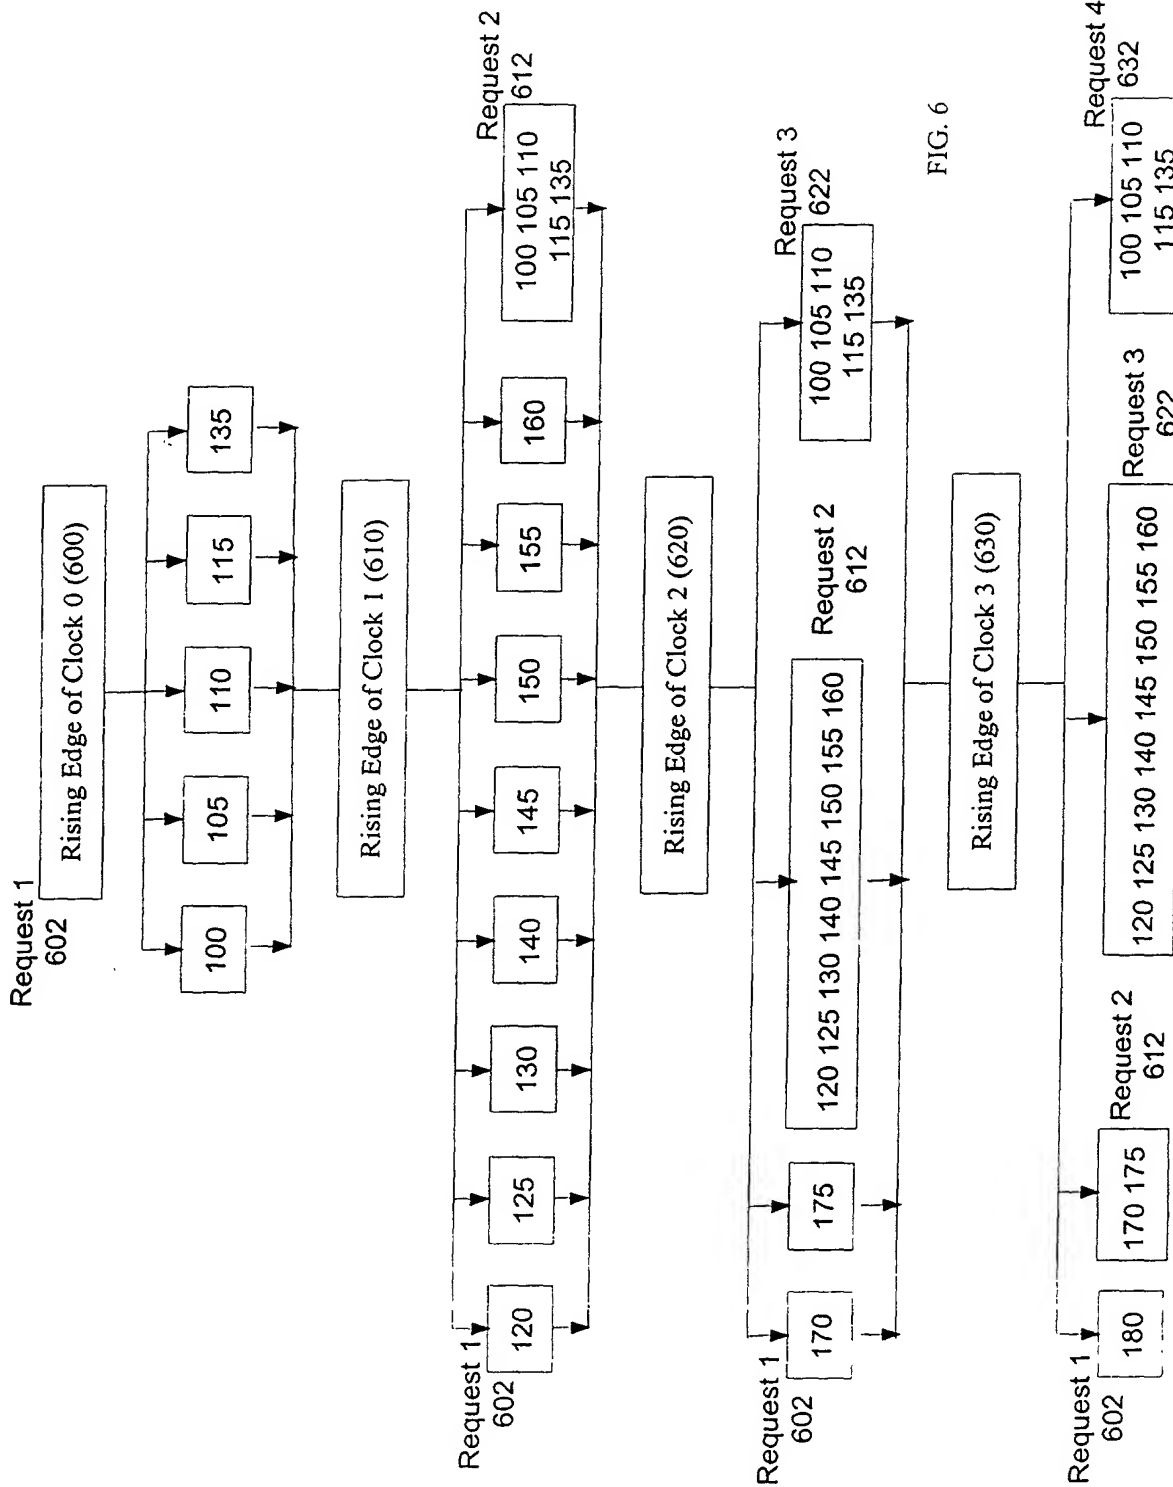 Request 1
602
Rising Edge of Clock 0 (600)
100
105
110
115
135
Rising Edge of Clock 1 (610)
Request 1
602
120
125
130
140
145
150
155
160
Request 2
612
100 105 110
115 135
Rising Edge of Clock 2 (620)
Request 1
602
170
175
120 125 130 140 145 150 155 160
Request 2
612
100 105 110
115 135
Request 3
622
Rising Edge of Clock 3 (630)
Request 1
602
180
170 175
Request 2
612
120 125 130 140 145 150 155 160
Request 3
622
100 105 110
115 135
Request 4
632
FIG. 6